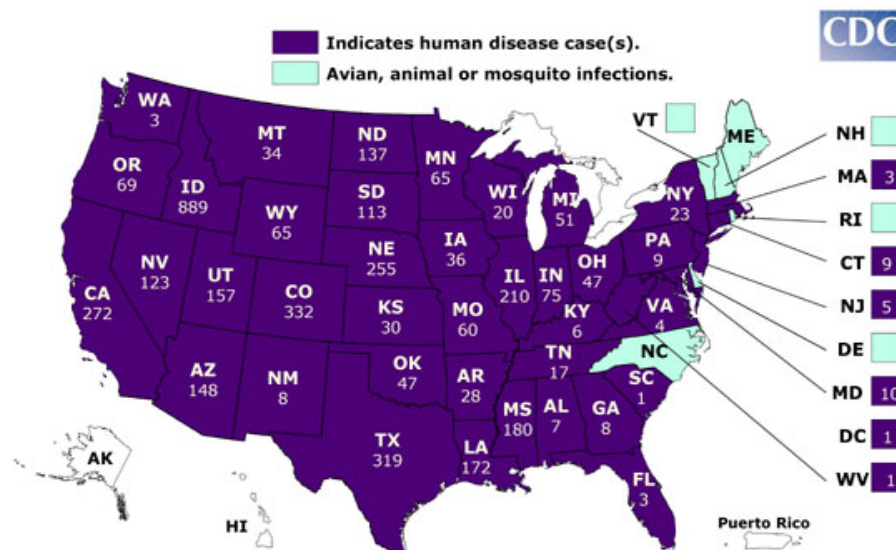 Indicates human disease case(s).
CDC
Avian, animal or mosquito infections.
WA
3
MT
34
ND
137
MN
65
VT
ME
NH
OR
69
ID
889
WY
65
SD
113
WI
20
MI
51
NY
23
MA 3
RI
NV
123
UT
157
CO
332
NE
255
IA
36
IL
210
IN
75
OH
47
PA
9
CT 9
CA
272
KS
30
MO
60
KY
6
VA
4
NJ 5
DE
AZ
148
NM
8
OK
47
AR
28
TN
17
NC
SC
1
MD 10
MS
180
AL
7
GA
8
DC 1
TX
319
LA
172
FL
3
WV 1
AK
HI
Puerto Rico